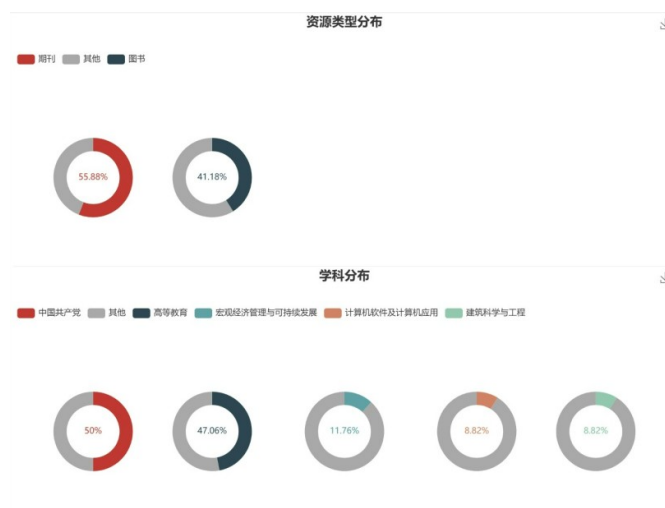 资源类型分布
期刊 其他 图书
55.88% 41.18%
学科分布
中国共产党 其他 高等教育 宏观经济管理与可持续发展 计算机软件及计算机应用 建筑科学与工程
50% 47.06% 11.76% 8.82% 8.82%